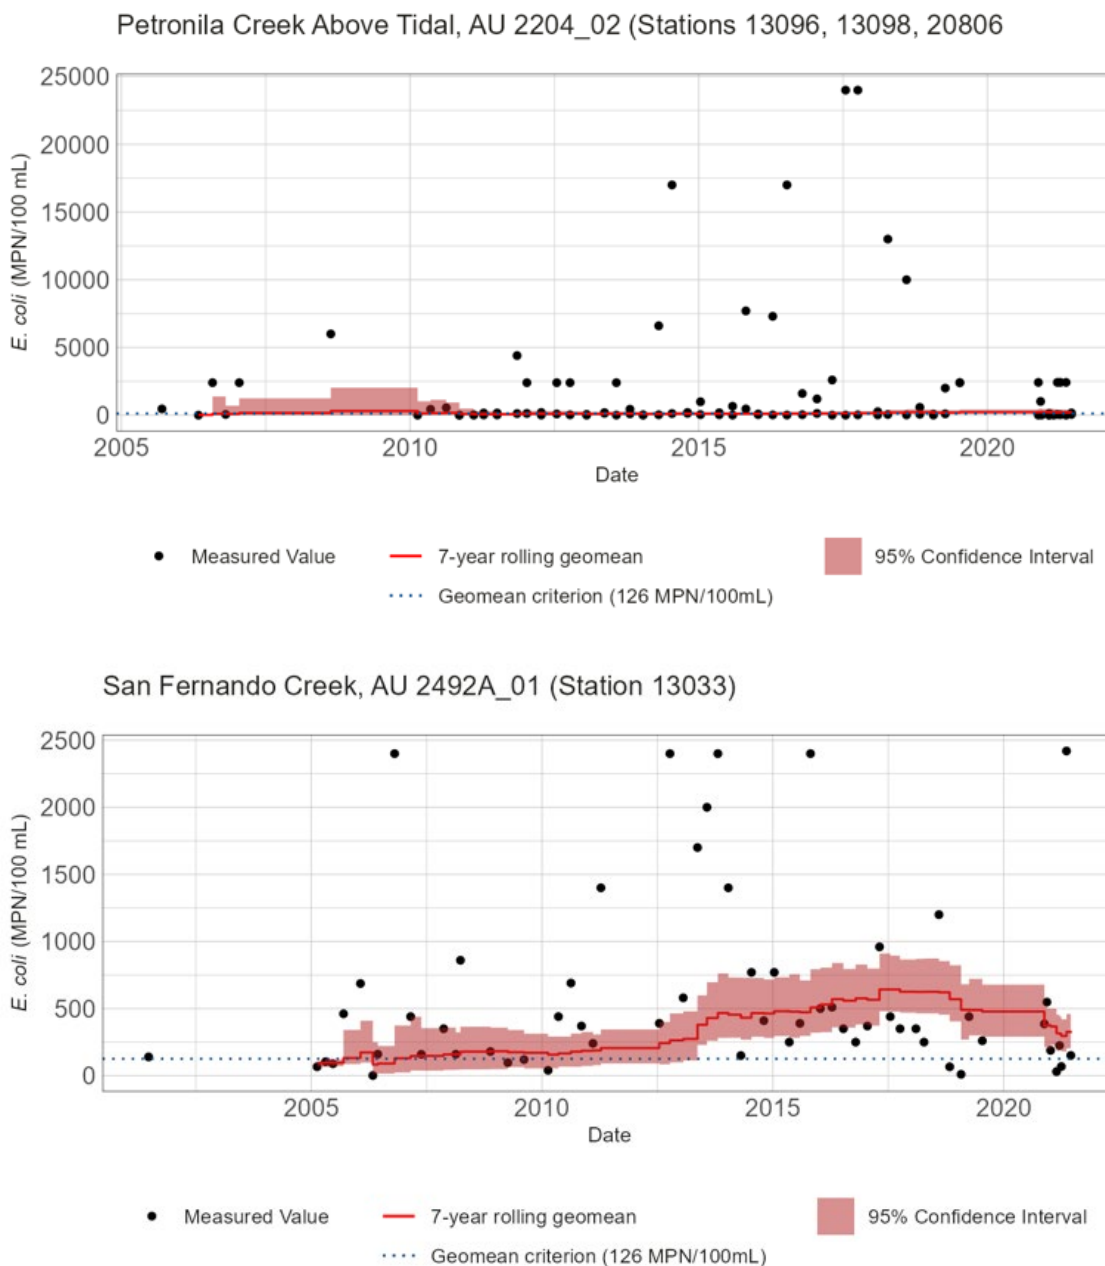 Petronila Creek Above Tidal, AU 2204_02 (Stations 13096, 13098, 20806
25000
20000
15000
10000
5000
0
E. coli (MPN/100 mL)
2005 2010 2015 2020
Date
Measured Value 7-year rolling geomean 95% Confidence Interval
Geomean criterion (126 MPN/100mL)
San Fernando Creek, AU 2492A_01 (Station 13033)
2500
2000
1500
1000
500
0
E. coli (MPN/100 mL)
2005 2010 2015 2020
Date
Measured Value 7-year rolling geomean 95% Confidence Interval
Geomean criterion (126 MPN/100mL)